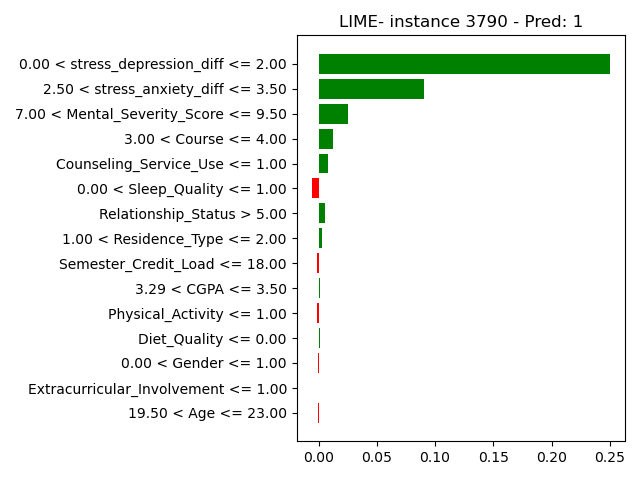 LIME- instance 3790 - Pred: 1
0.00 < stress_depression_diff <= 2.00
2.50 < stress_anxiety_diff <= 3.50
7.00 < Mental_Severity_Score <= 9.50
3.00 < Course <= 4.00
Counseling_Service_Use <= 1.00
0.00 < Sleep_Quality <= 1.00
Relationship_Status > 5.00
1.00 < Residence_Type <= 2.00
Semester_Credit_Load <= 18.00
3.29 < CGPA <= 3.50
Physical_Activity <= 1.00
Diet_Quality <= 0.00
0.00 < Gender <= 1.00
Extracurricular_Involvement <= 1.00
19.50 < Age <= 23.00
0.00 0.05 0.10 0.15 0.20 0.25